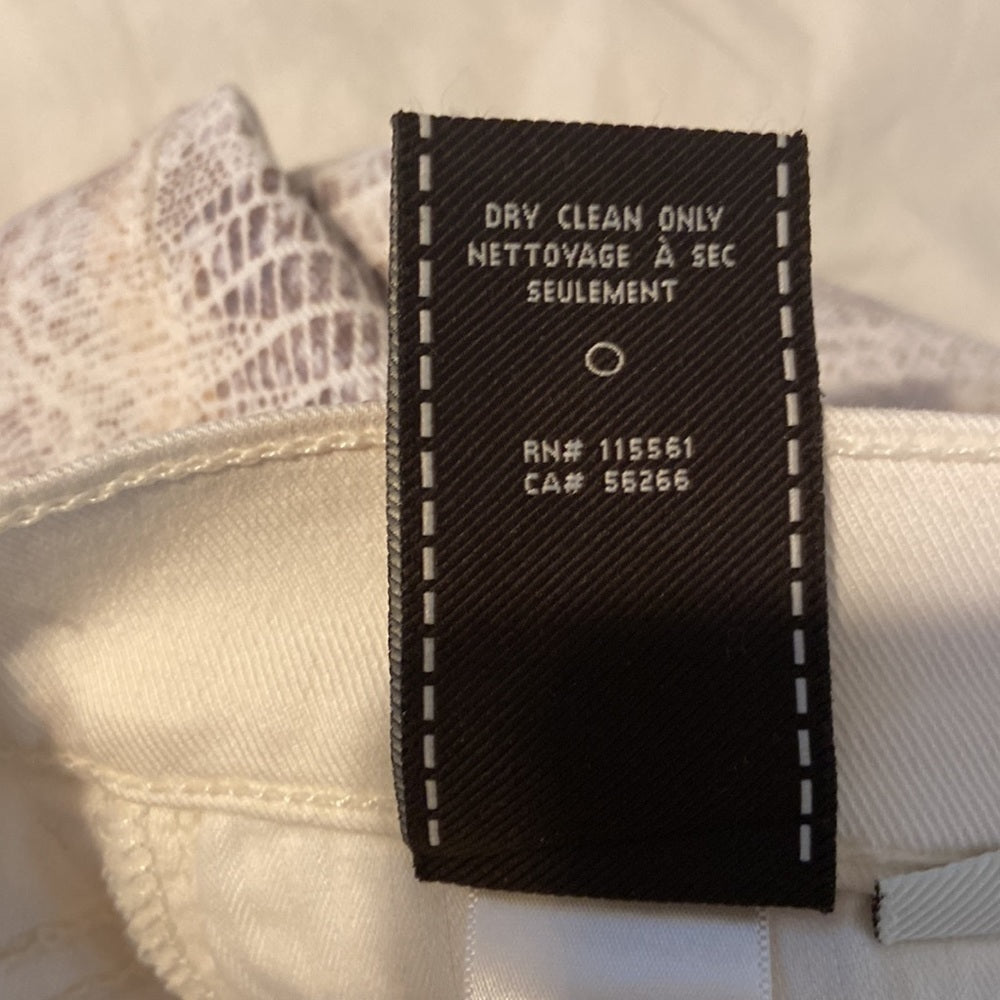 DRY CLEAN ONLY
NETTOYAGE À SEC
SEULEMENT
RN# 115561
CA# 56266